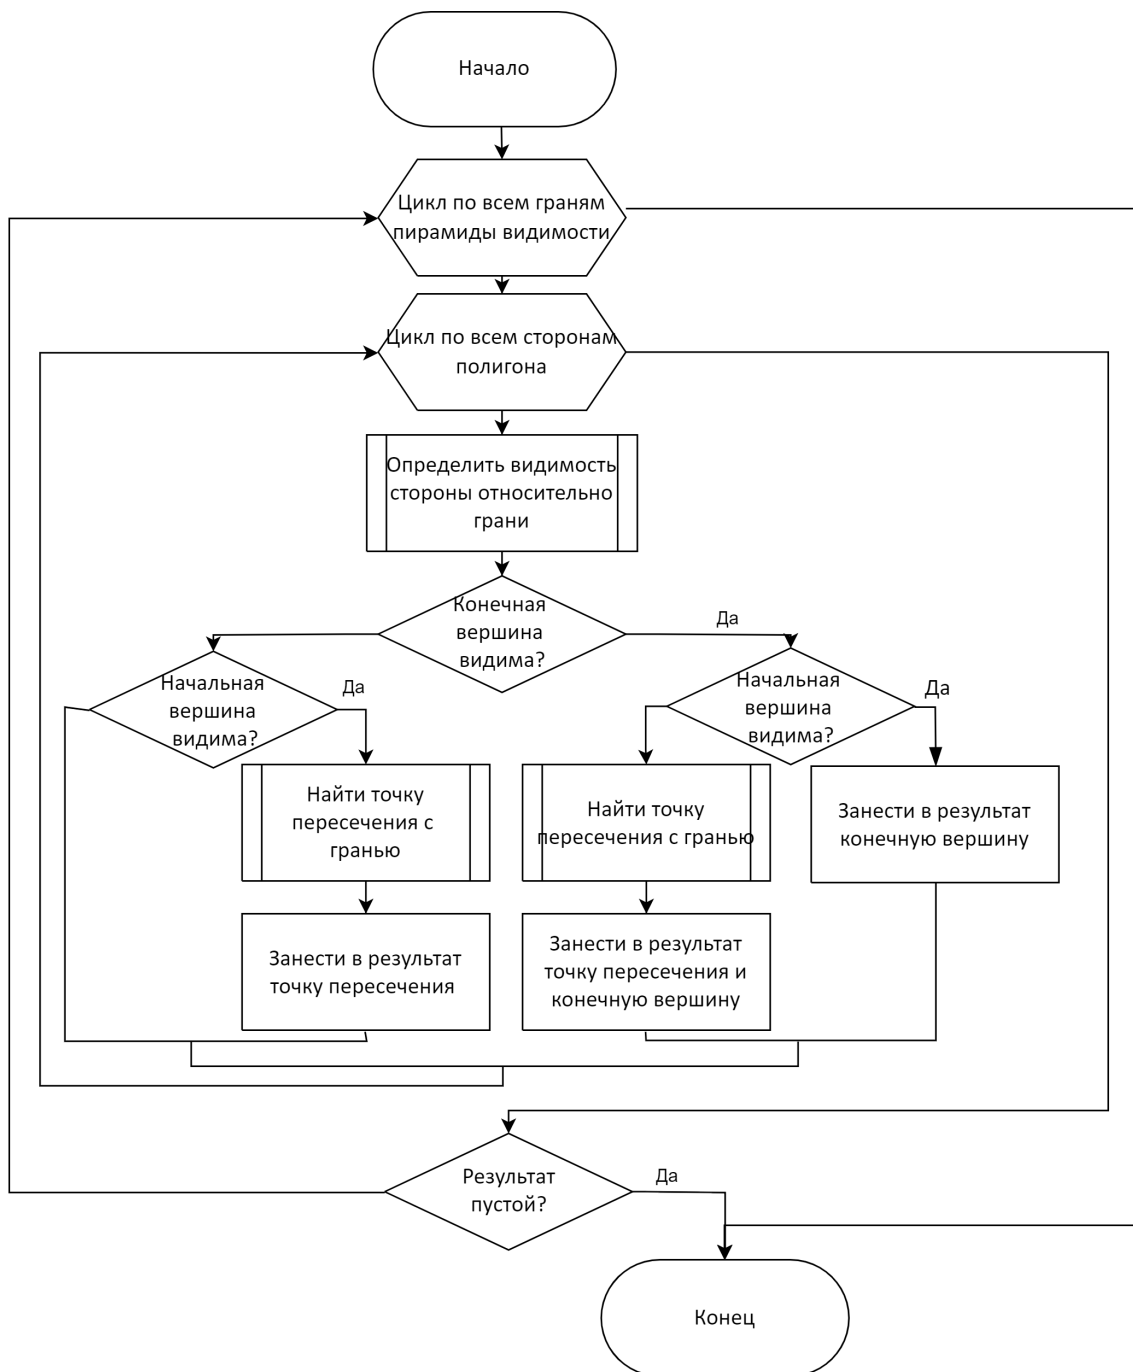 Начало
Цикл по всем граням
пирамиды видимости
Цикл по всем сторонам
полигона
Определить видимость
стороны относительно
грани
Конечная
вершина
видима?
Да
Начальная
вершина
видима?
Да
Начальная
вершина
видима?
Да
Найти точку
пересечения с
гранью
Найти точку
пересечения с гранью
Занести в результат
конечную вершину
Занести в результат
точку пересечения
Занести в результат
точку пересечения и
конечную вершину
Результат
пустой?
Да
Конец